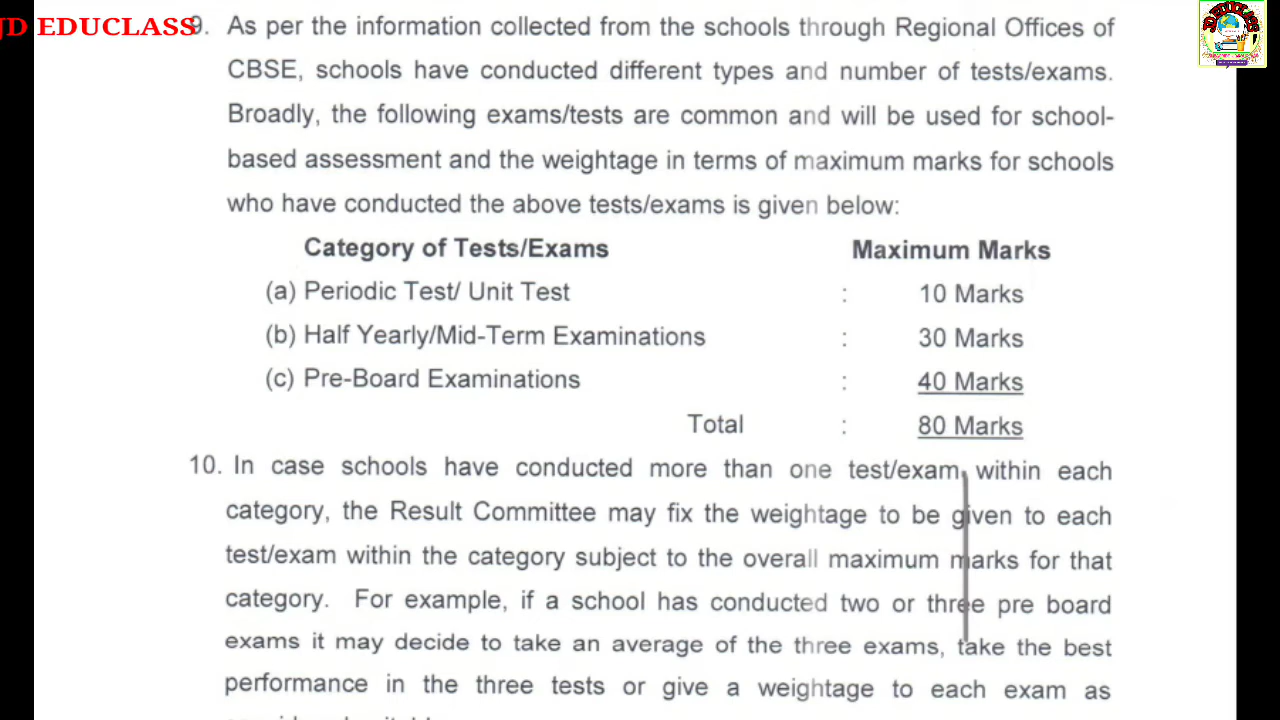 JD EDUCLASS
9. As per the information collected from the schools through Regional Offices of
CBSE, schools have conducted different types and number of tests/exams.
Broadly, the following exams/tests are common and will be used for school-
based assessment and the weightage in terms of maximum marks for schools
who have conducted the above tests/exams is given below:
Category of Tests/Exams Maximum Marks
(a) Periodic Test/ Unit Test : 10 Marks
(b) Half Yearly/Mid-Term Examinations : 30 Marks
(c) Pre-Board Examinations : 40 Marks
Total : 80 Marks
10. In case schools have conducted more than one test/exam within each
category, the Result Committee may fix the weightage to be given to each
test/exam within the category subject to the overall maximum marks for that
category. For example, if a school has conducted two or three pre board
exams it may decide to take an average of the three exams, take the best
performance in the three tests or give a weightage to each exam as